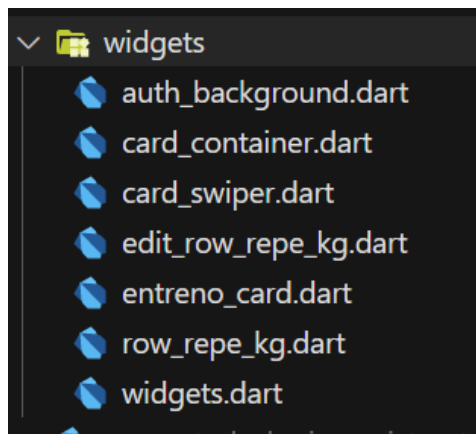 widgets
auth_background.dart
card_container.dart
card_swiper.dart
edit_row_repe_kg.dart
entreno_card.dart
row_repe_kg.dart
widgets.dart